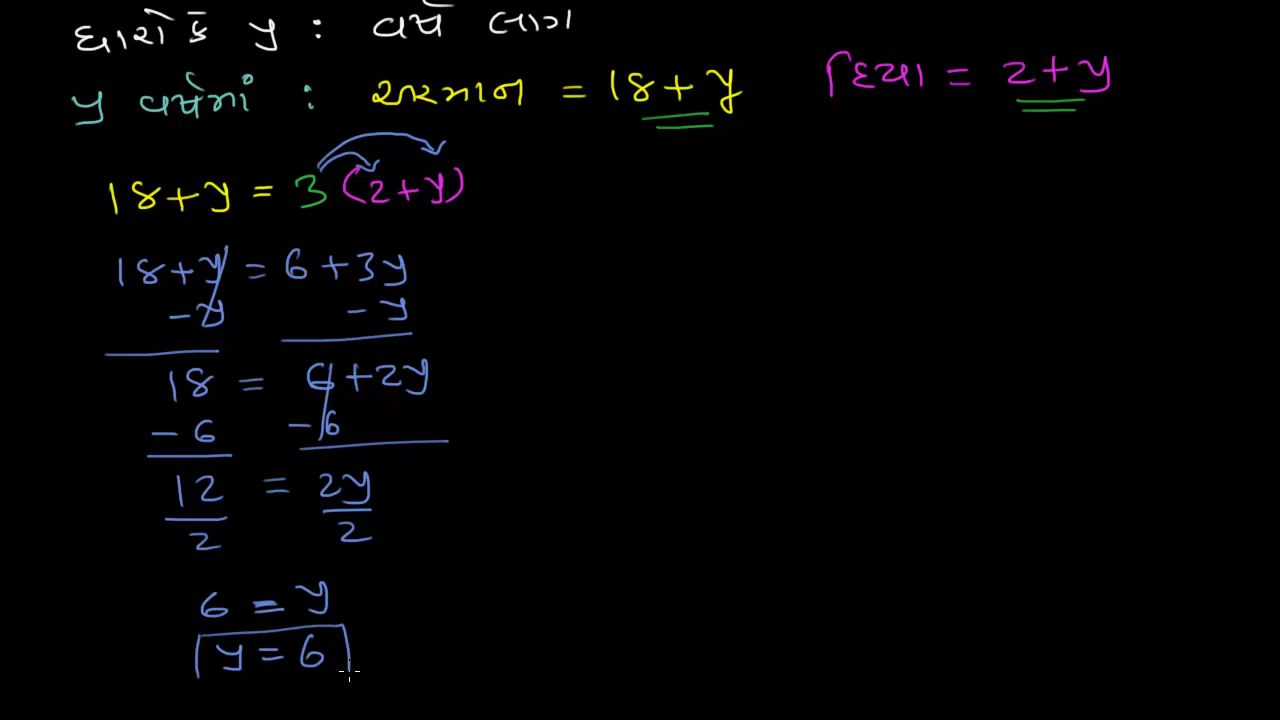 ધારો કે y : વર્ષ લાગે
y વર્ષમાં : સલમાન = 18 + y દિયા = 2 + y
18 + y = 3 (2 + y)
18 + y = 6 + 3y
- y - y
18 = 6 + 2y
- 6 - 6
12 = 2y
2 2
6 = y
y = 6